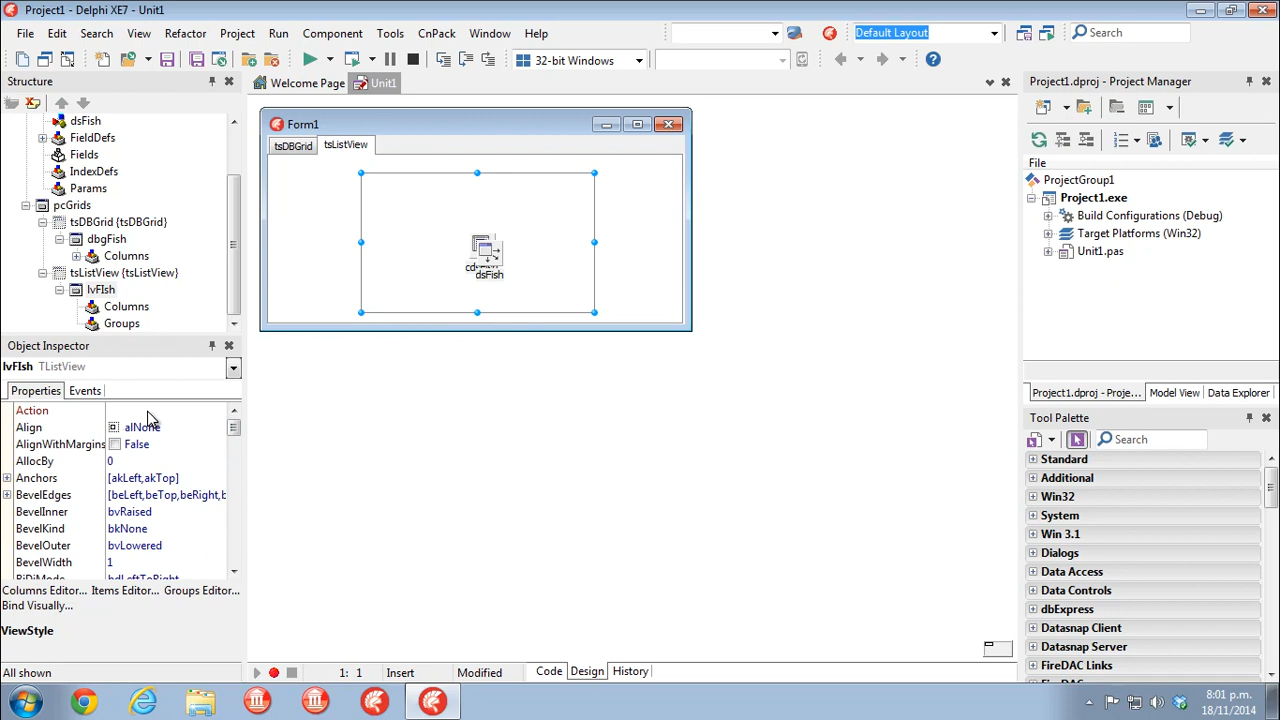 Project1 - Delphi XE7 - Unit1
File Edit Search View Refactor Project Run Component Tools CnPack Window Help
Default Layout
Search
32-bit Windows
Structure
dsFish
FieldDefs
Fields
IndexDefs
Params
pcGrids
tsDBGrid {tsDBGrid}
dbgFish
Columns
tsListView {tsListView}
lvFIsh
Columns
Groups
Object Inspector
lvFIsh TListView
Properties Events
Action
Align alNone
AlignWithMargins False
AllocBy 0
Anchors [akLeft,akTop]
BevelEdges [beLeft,beTop,beRight,b
BevelInner bvRaised
BevelKind bkNone
BevelOuter bvLowered
BevelWidth 1
BiDiMode bdLeftToRight
Columns Editor... Items Editor... Groups Editor...
Bind Visually...
ViewStyle
All shown
Welcome Page Unit1
Form1
tsDBGrid tsListView
dsFish
1: 1 Insert Modified Code Design History
Project1.dproj - Project Manager
File
ProjectGroup1
Project1.exe
Build Configurations (Debug)
Target Platforms (Win32)
Unit1.pas
Project1.dproj - Proje... Model View Data Explorer
Tool Palette
Search
Standard
Additional
Win32
System
Win 3.1
Dialogs
Data Access
Data Controls
dbExpress
Datasnap Client
Datasnap Server
FireDAC Links
8:01 p.m.
18/11/2014